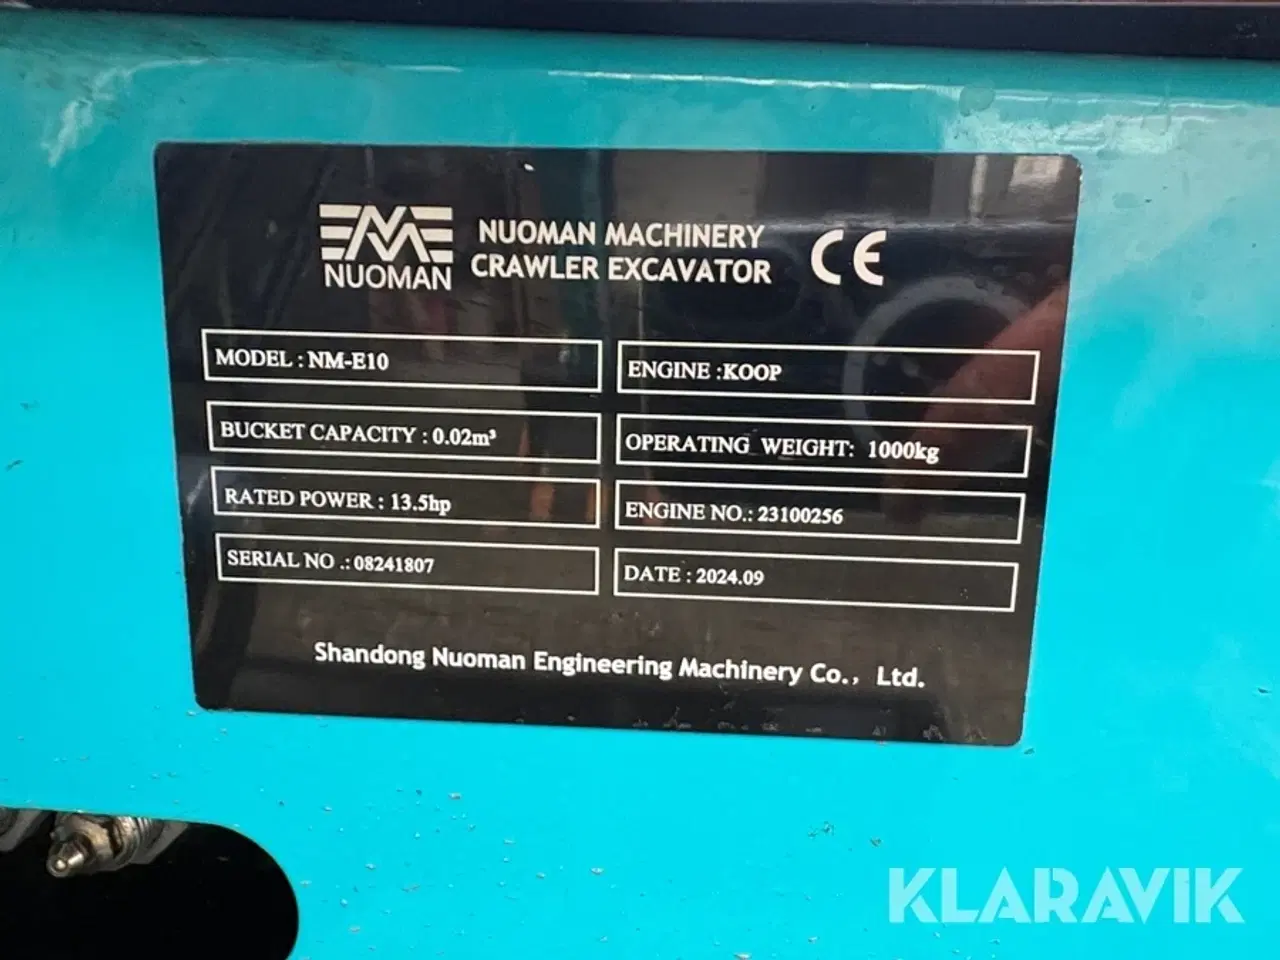 NUOMAN
NUOMAN MACHINERY
CRAWLER EXCAVATOR
CE
MODEL : NM-E10
ENGINE :KOOP
BUCKET CAPACITY : 0.02m³
OPERATING WEIGHT: 1000kg
RATED POWER : 13.5hp
ENGINE NO.: 23100256
SERIAL NO .: 08241807
DATE : 2024.09
Shandong Nuoman Engineering Machinery Co., Ltd.
KLARAVIK